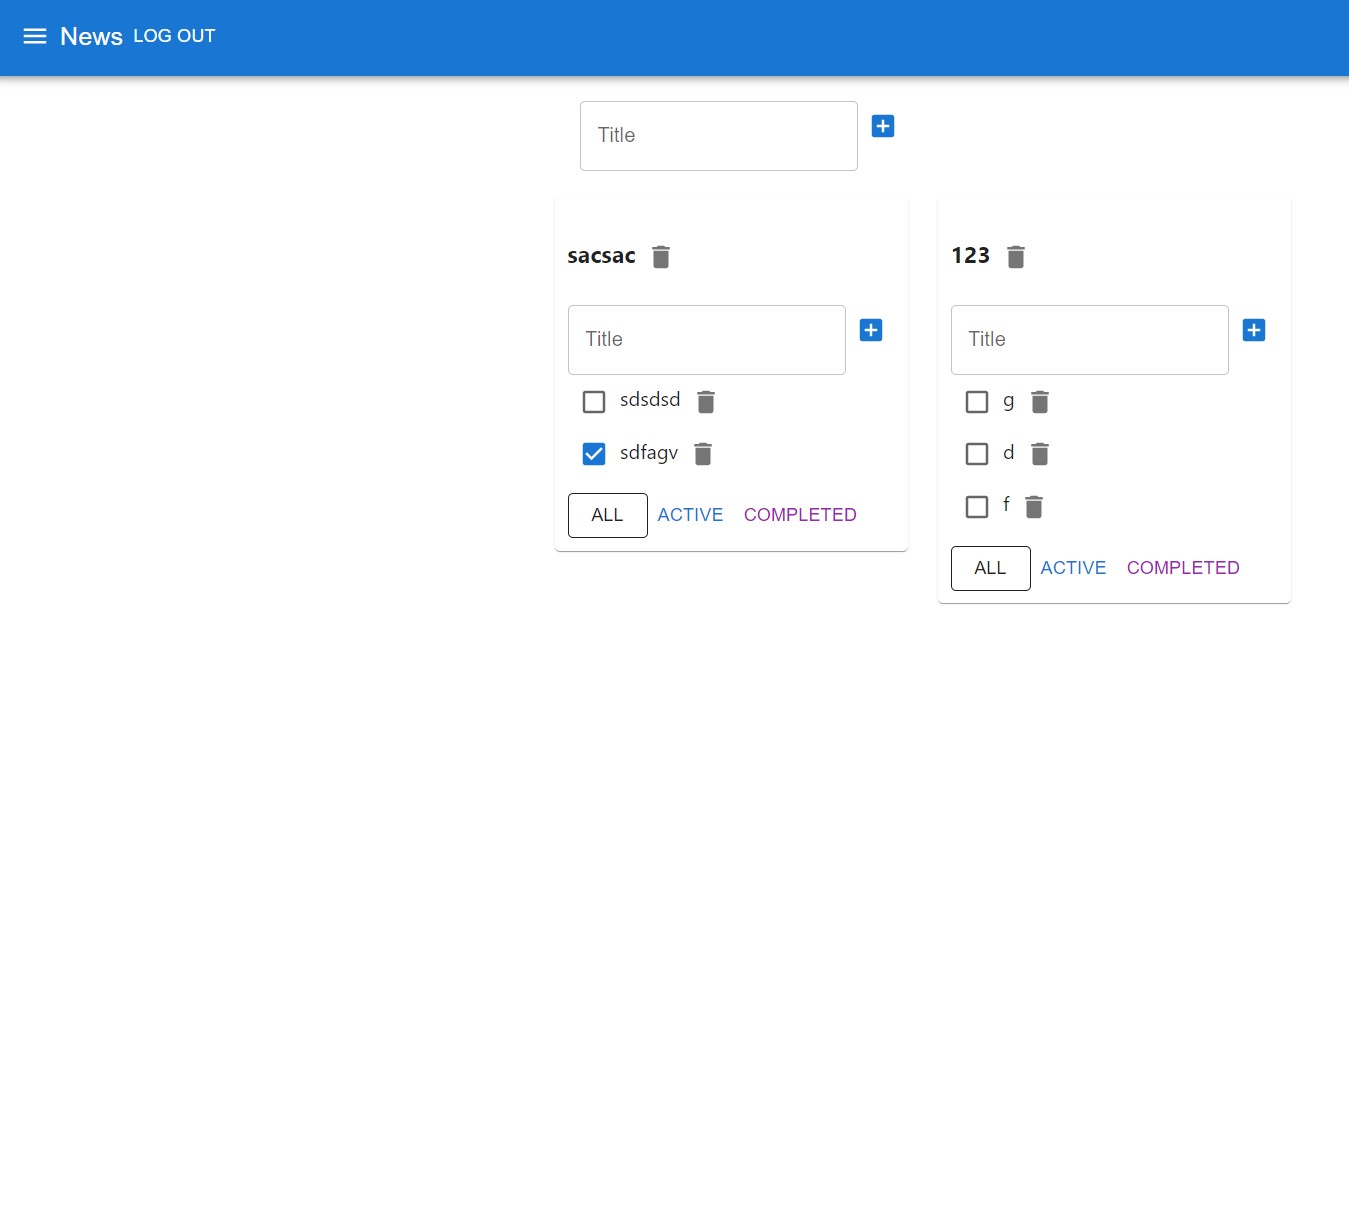 News LOG OUT
Title
sacsac
Title
sdsdsd
sdfagv
ALL ACTIVE COMPLETED
123
Title
g
d
f
ALL ACTIVE COMPLETED